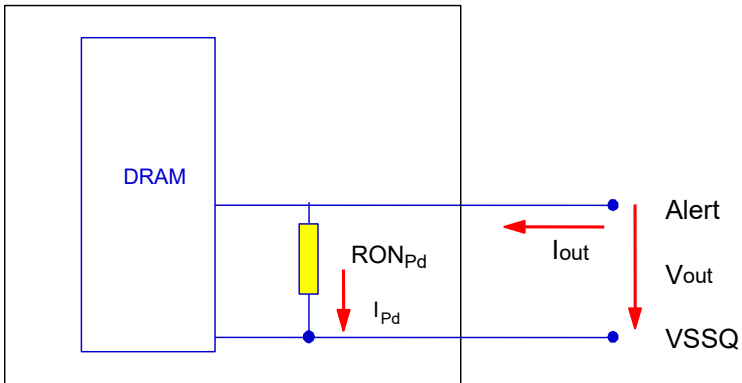 DRAM
Alert
Iout
RONPd
Vout
IPd
VSSQ